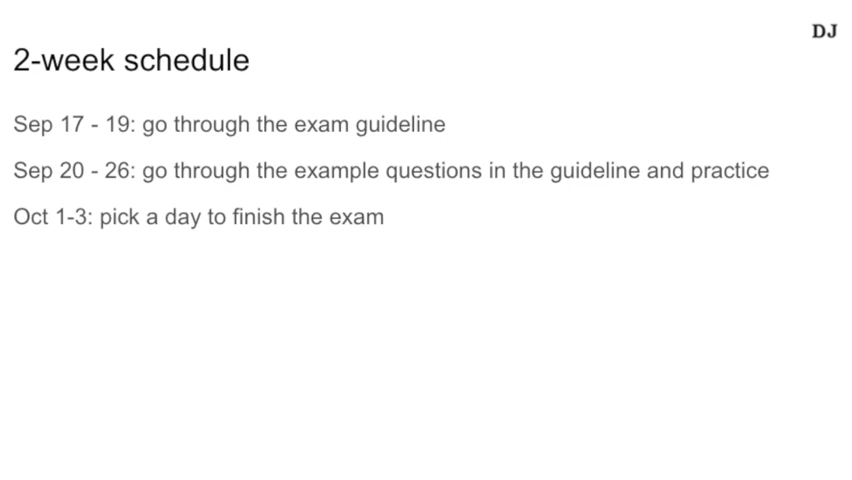 DJ
2-week schedule
Sep 17 - 19: go through the exam guideline
Sep 20 - 26: go through the example questions in the guideline and practice
Oct 1-3: pick a day to finish the exam